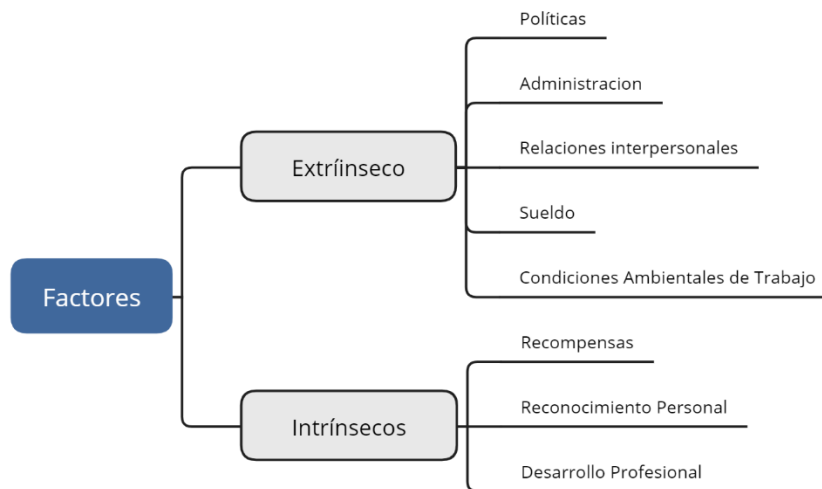 Factores
Extríinseco
Políticas
Administracion
Relaciones interpersonales
Sueldo
Condiciones Ambientales de Trabajo
Intrínsecos
Recompensas
Reconocimiento Personal
Desarrollo Profesional